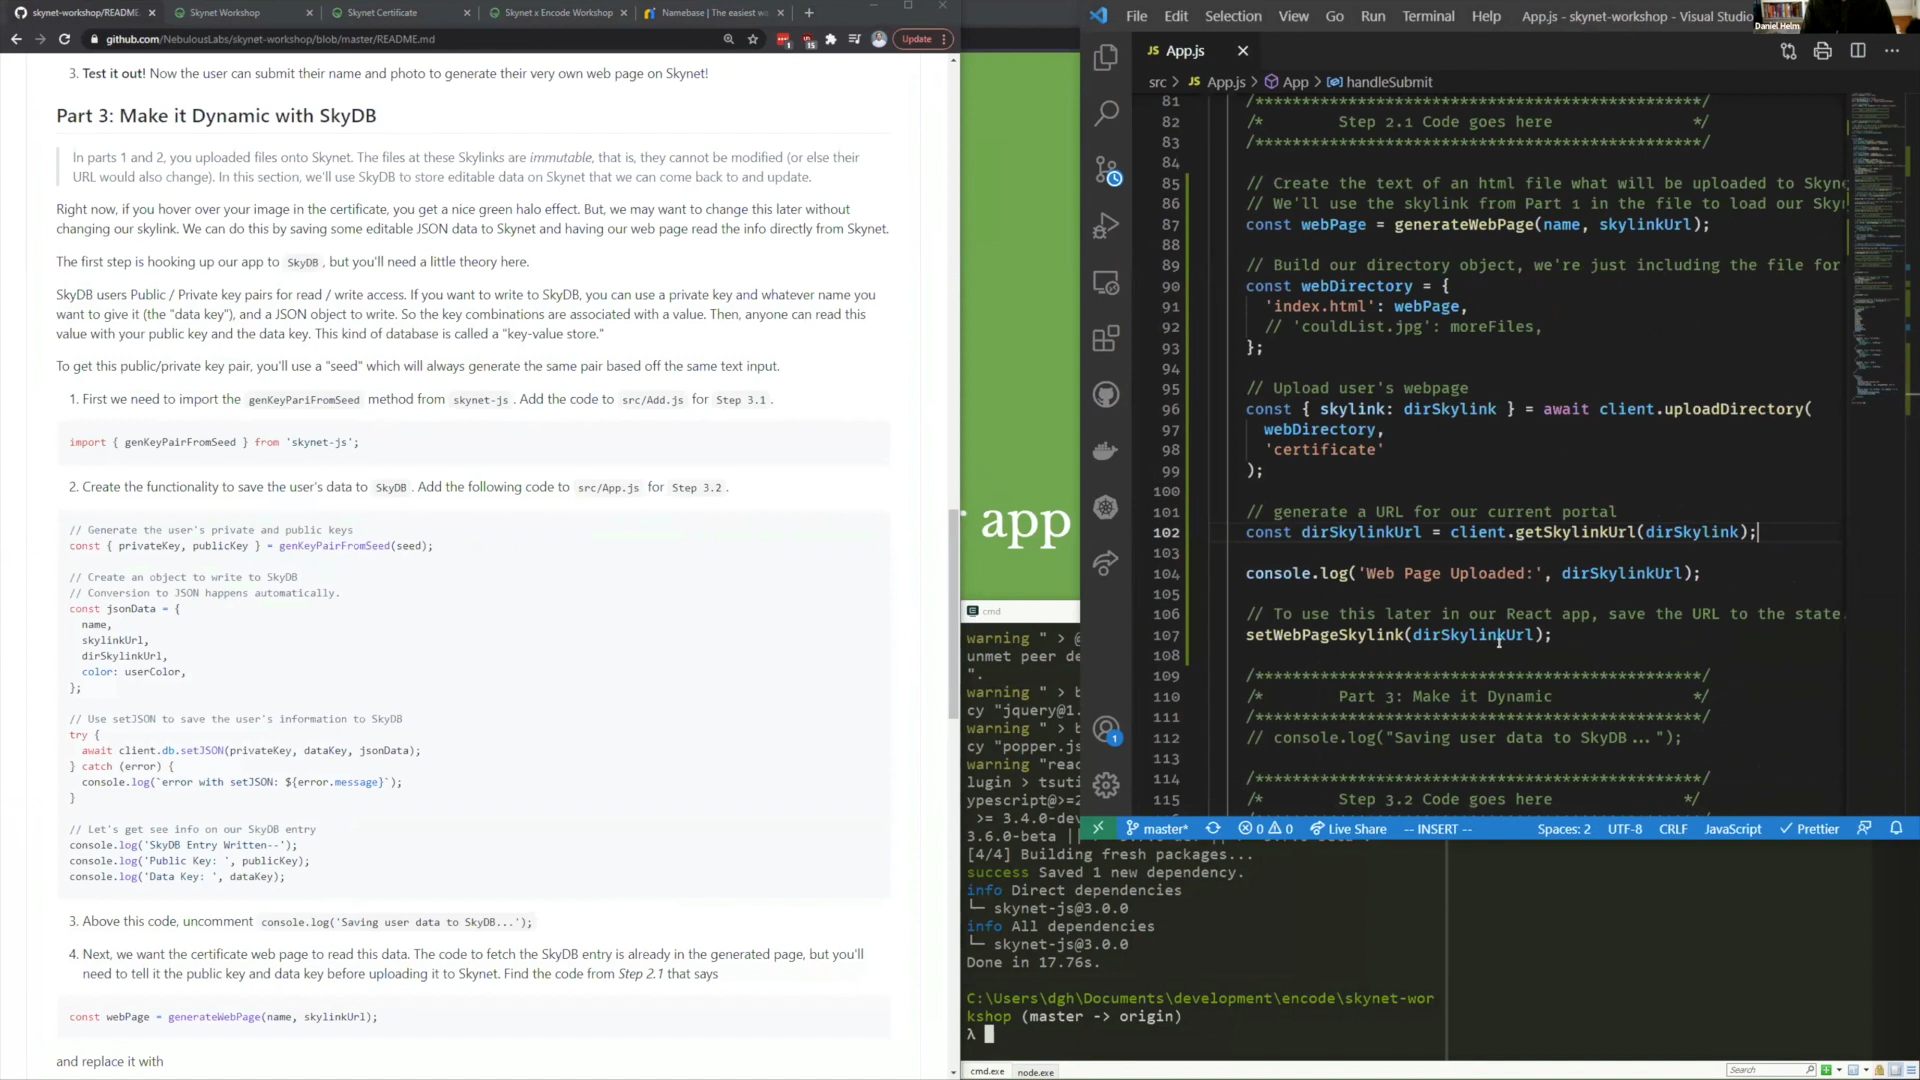 skynet-workshop/README.
Skynet Workshop
Skynet Certificate
Skynet x Encode Workshop
Namebase | The easiest w
github.com/NebulousLabs/skynet-workshop/blob/master/README.md
Update
3. Test it out! Now the user can submit their name and photo to generate their very own web page on Skynet!
Part 3: Make it Dynamic with SkyDB
In parts 1 and 2, you uploaded files onto Skynet. The files at these Skylinks are immutable, that is, they cannot be modified (or else their
URL would also change). In this section, we'll use SkyDB to store editable data on Skynet that we can come back to and update.
Right now, if you hover over your image in the certificate, you get a nice green halo effect. But, we may want to change this later without
changing our skylink. We can do this by saving some editable JSON data to Skynet and having our web page read the info directly from Skynet.
The first step is hooking up our app to SkyDB , but you'll need a little theory here.
SkyDB users Public / Private key pairs for read / write access. If you want to write to SkyDB, you can use a private key and whatever name you
want to give it (the "data key"), and a JSON object to write. So the key combinations are associated with a value. Then, anyone can read this
value with your public key and the data key. This kind of database is called a "key-value store."
To get this public/private key pair, you'll use a "seed" which will always generate the same pair based off the same text input.
1. First we need to import the genKeyPariFromSeed method from skynet-js . Add the code to src/Add.js for Step 3.1 .
import { genKeyPairFromSeed } from 'skynet-js';
2. Create the functionality to save the user's data to SkyDB . Add the following code to src/App.js for Step 3.2 .
// Generate the user's private and public keys
const { privateKey, publicKey } = genKeyPairFromSeed(seed);
// Create an object to write to SkyDB
// Conversion to JSON happens automatically.
const jsonData = {
name,
skylinkUrl,
dirSkylinkUrl,
color: userColor,
};
// Use setJSON to save the user's information to SkyDB
try {
await client.db.setJSON(privateKey, dataKey, jsonData);
} catch (error) {
console.log(`error with setJSON: ${error.message}`);
}
// Let's get see info on our SkyDB entry
console.log('SkyDB Entry Written--');
console.log('Public Key: ', publicKey);
console.log('Data Key: ', dataKey);
3. Above this code, uncomment console.log('Saving user data to SkyDB...');
4. Next, we want the certificate web page to read this data. The code to fetch the SkyDB entry is already in the generated page, but you'll
need to tell it the public key and data key before uploading it to Skynet. Find the code from Step 2.1 that says
const webPage = generateWebPage(name, skylinkUrl);
and replace it with
app
cmd
warning " > @
unmet peer de
".
warning " > b
cy "jquery@1.
warning " > b
cy "popper.js
warning "reac
lugin > tsuti
ypescript@>=2
>= 3.4.0-dev
3.6.0-beta ||
[4/4] Building fresh packages...
success Saved 1 new dependency.
info Direct dependencies
└─ skynet-js@3.0.0
info All dependencies
└─ skynet-js@3.0.0
Done in 17.76s.
C:\Users\dgh\Documents\development\encode\skynet-wor
kshop (master -> origin)
λ
cmd.exe
node.exe
Search
File Edit Selection View Go Run Terminal Help App.js - skynet-workshop - Visual Studio
Daniel Helm
JS App.js
src > JS App.js > App > handleSubmit
81 /************************************************/
82 /* Step 2.1 Code goes here */
83 /************************************************/
84
85 // Create the text of an html file what will be uploaded to Skyne
86 // We'll use the skylink from Part 1 in the file to load our Sky
87 const webPage = generateWebPage(name, skylinkUrl);
88
89 // Build our directory object, we're just including the file for
90 const webDirectory = {
91 'index.html': webPage,
92 // 'couldList.jpg': moreFiles,
93 };
94
95 // Upload user's webpage
96 const { skylink: dirSkylink } = await client.uploadDirectory(
97 webDirectory,
98 'certificate'
99 );
100
101 // generate a URL for our current portal
102 const dirSkylinkUrl = client.getSkylinkUrl(dirSkylink);
103
104 console.log('Web Page Uploaded:', dirSkylinkUrl);
105
106 // To use this later in our React app, save the URL to the state.
107 setWebPageSkylink(dirSkylinkUrl);
108
109 /************************************************/
110 /* Part 3: Make it Dynamic */
111 /************************************************/
112 // console.log("Saving user data to SkyDB...");
113
114 /************************************************/
115 /* Step 3.2 Code goes here */
master* 0 0 Live Share -- INSERT -- Spaces: 2 UTF-8 CRLF JavaScript Prettier